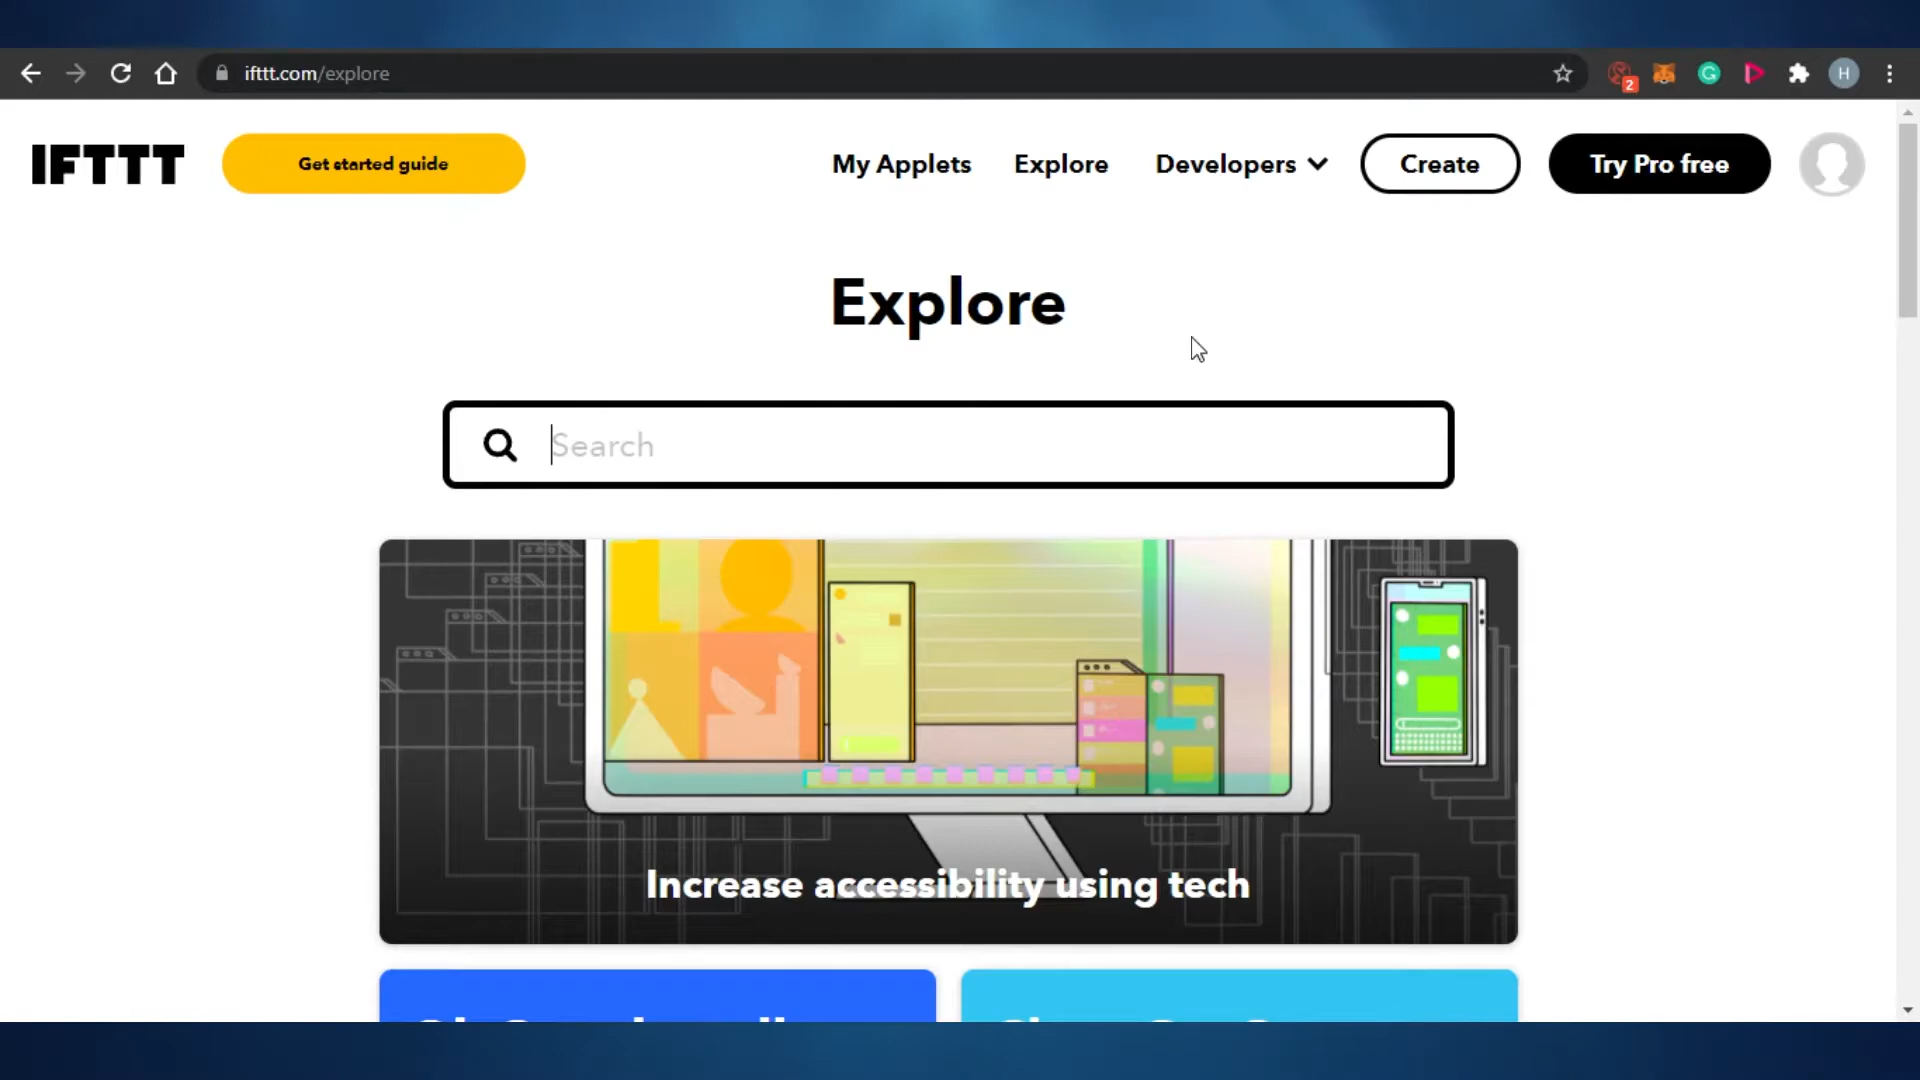 ifttt.com/explore
2
G
H
IFTTT
Get started guide
My Applets
Explore
Developers
Create
Try Pro free
Explore
Search
Increase accessibility using tech